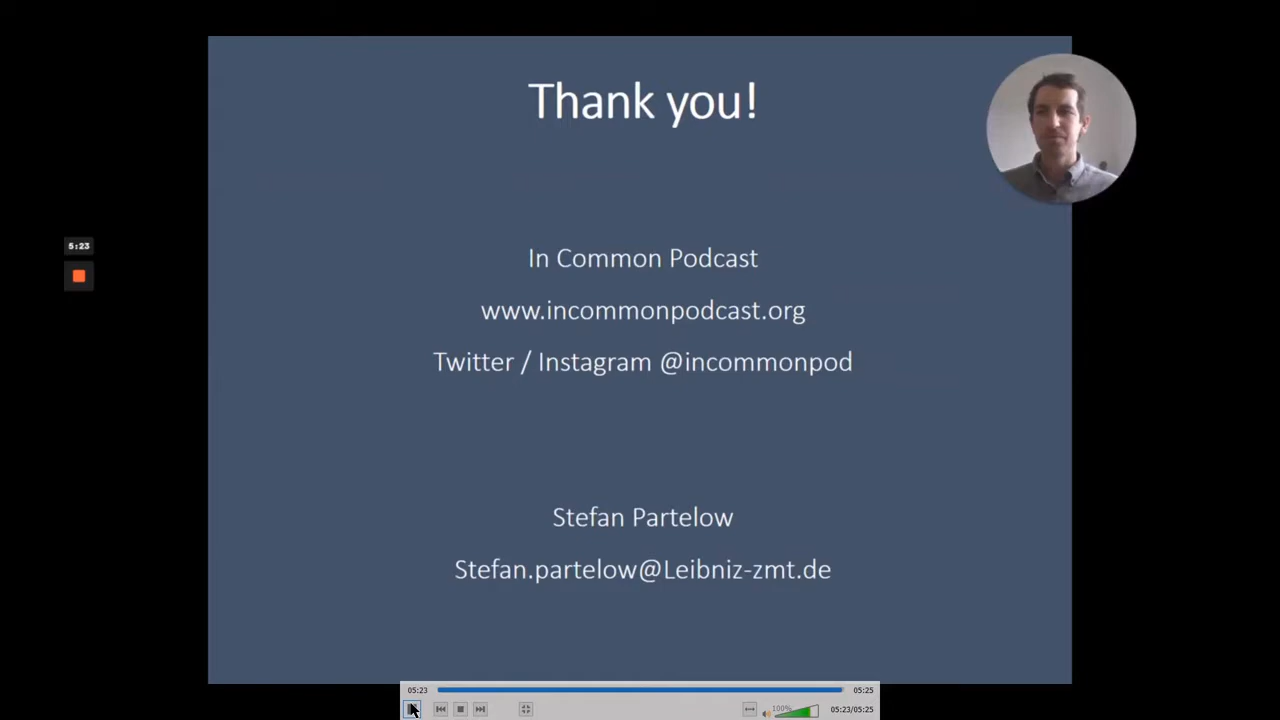 Thank you!
5:23
In Common Podcast
www.incommonpodcast.org
Twitter / Instagram @incommonpod
Stefan Partelow
Stefan.partelow@Leibniz-zmt.de
05:23
05:25
100%
05:23/05:25